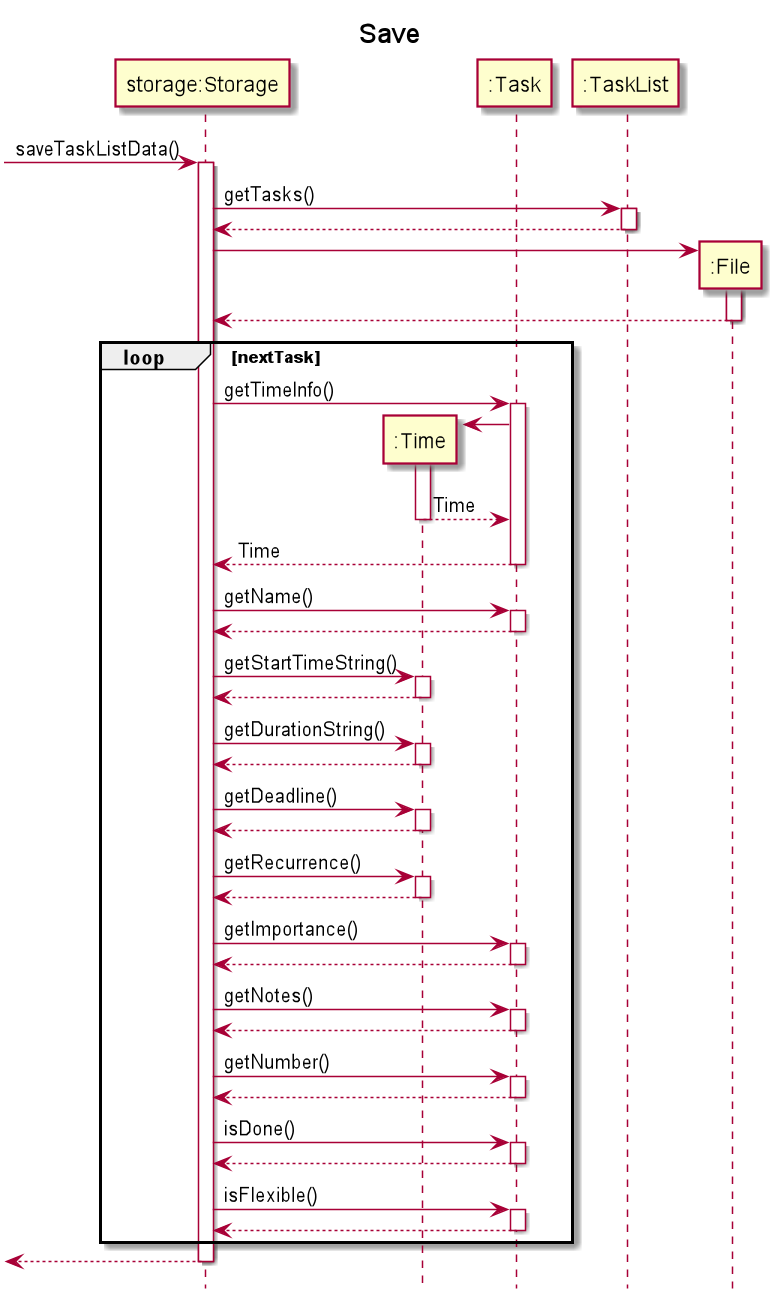 Save
storage:Storage
:Task
:TaskList
saveTaskListData()
getTasks()
:File
loop
[nextTask]
getTimeInfo()
:Time
Time
Time
getName()
getStartTimeString()
getDurationString()
getDeadline()
getRecurrence()
getImportance()
getNotes()
getNumber()
isDone()
isFlexible()